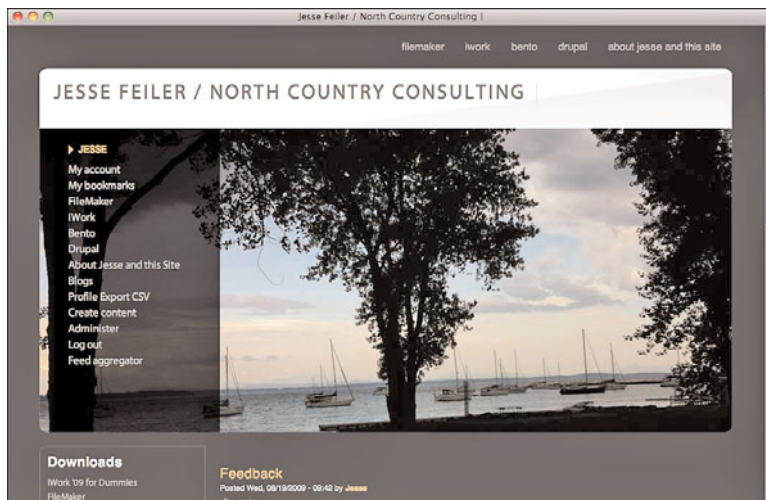 Jesse Feiler / North Country Consulting |
filemaker iwork bento drupal about jesse and this site
JESSE FEILER / NORTH COUNTRY CONSULTING
JESSE
My account
My bookmarks
FileMaker
iWork
Bento
Drupal
About Jesse and this Site
Blogs
Profile Export CSV
Create content
Administer
Log out
Feed aggregator
Downloads
iWork '09 for Dummies
FileMaker
Feedback
Posted Wed, 08/19/2009 - 09:42 by Jesse